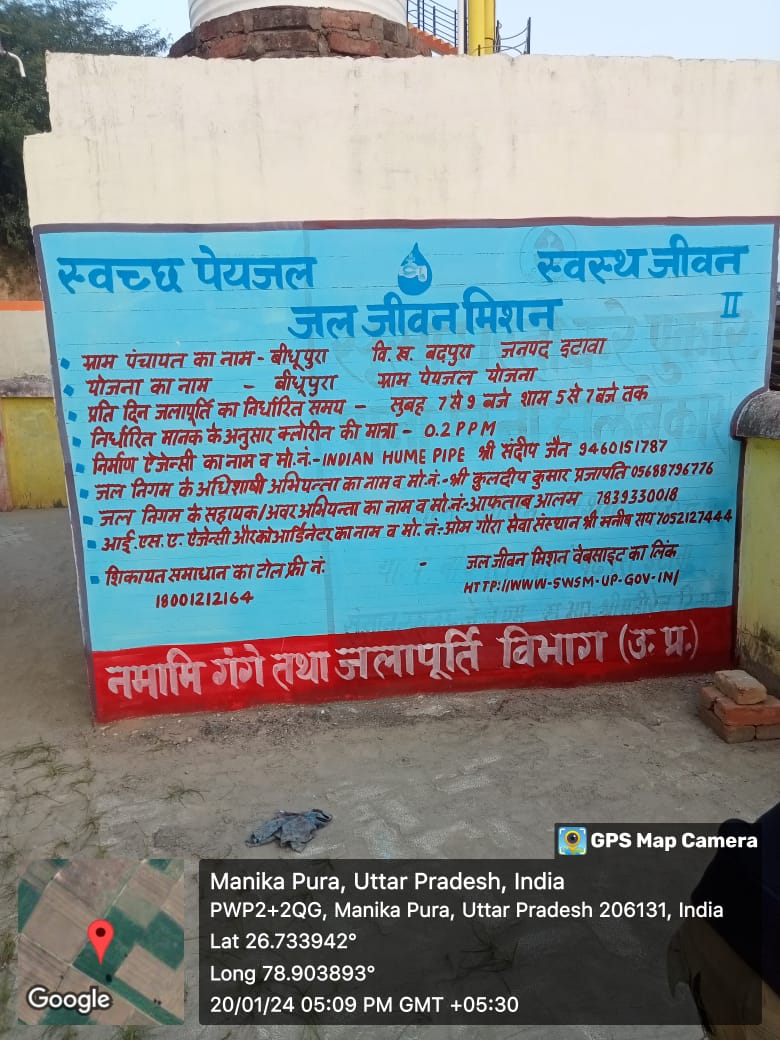 स्वच्छ पेयजल स्वस्थ जीवन
जल जीवन मिशन II
ग्राम पंचायत का नाम - बीधूपुरा वि.ख. बढपुरा जनपद इटावा
योजना का नाम - बीधूपुरा ग्राम पेयजल योजना
प्रति दिन जलापूर्ति का निर्धारित समय - सुबह 7 से 9 बजे शाम 5 से 7 बजे तक
निर्धारित मानक के अनुसार क्लोरीन की मात्रा - 0.2 PPM
निर्माण ऐजेन्सी का नाम व मो.नं.- INDIAN HUME PIPE श्री संदीप जैन 9460151787
जल निगम के अधिशाषी अभियन्ता का नाम व मो.नं.- श्री कुलदीप कुमार प्रजापति 05688796776
जल निगम के सहायक/अवर अभियन्ता का नाम व मो.नं- आफताब आलम 7839330018
आई.एस.ए. ऐजेन्सी और कोआर्डिनेटर का नाम व मो. नं- ओम गौरा सेवा संस्थान श्री मनीष राय 7052127444
शिकायत समाधान का टोल फ्री नं. - जल जीवन मिशन वेबसाइट का लिंक
18001212164 HTTP://WWW-SWSM-UP-GOV-IN/
नमामि गंगे तथा जलापूर्ति विभाग (उ. प्र.)
GPS Map Camera
Manika Pura, Uttar Pradesh, India
PWP2+2QG, Manika Pura, Uttar Pradesh 206131, India
Lat 26.733942°
Long 78.903893°
20/01/24 05:09 PM GMT +05:30
Google